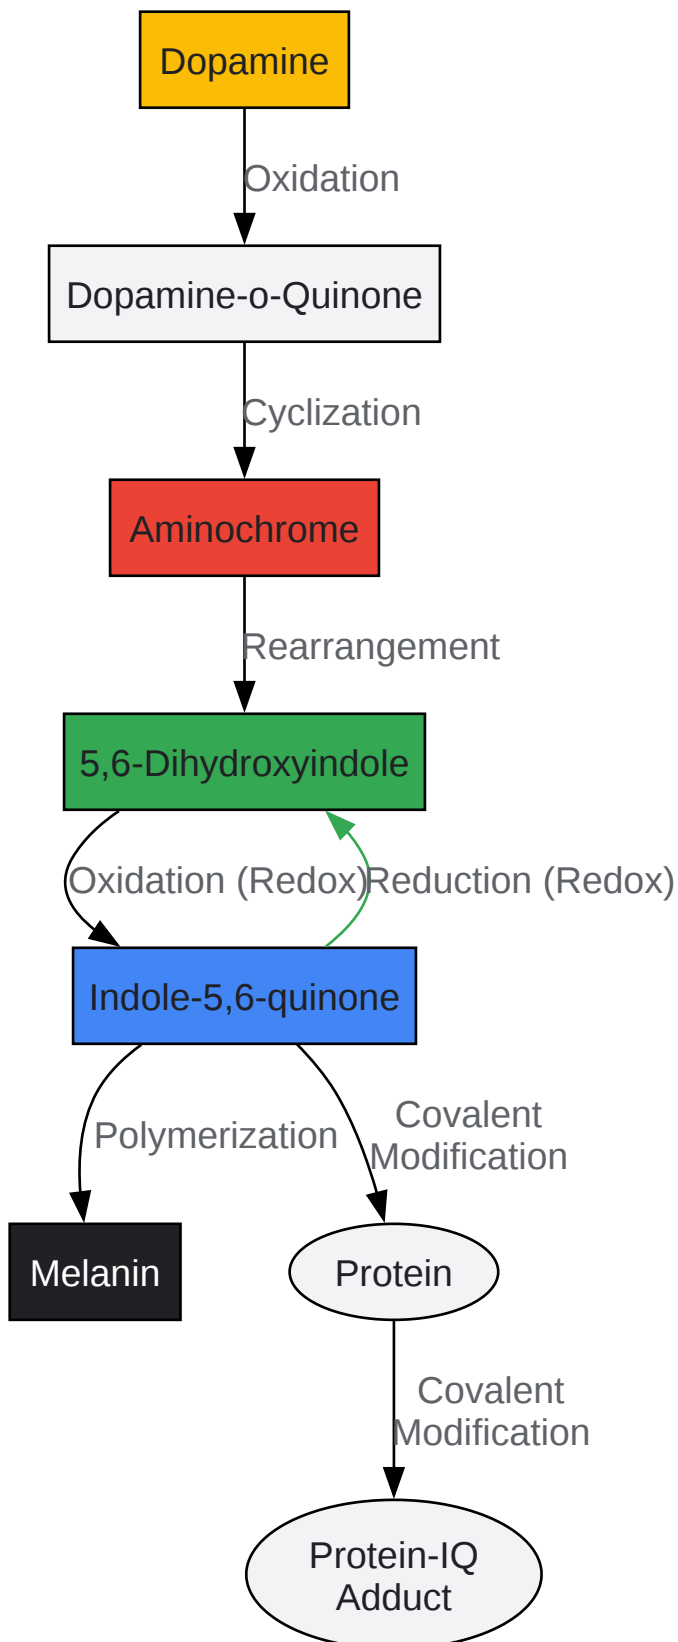 Dopamine
Oxidation
Dopamine-o-Quinone
Cyclization
Aminochrome
Rearrangement
5,6-Dihydroxyindole
Oxidation (Redox)
Reduction (Redox)
Indole-5,6-quinone
Polymerization
Covalent
Modification
Melanin
Protein
Covalent
Modification
Protein-IQ
Adduct